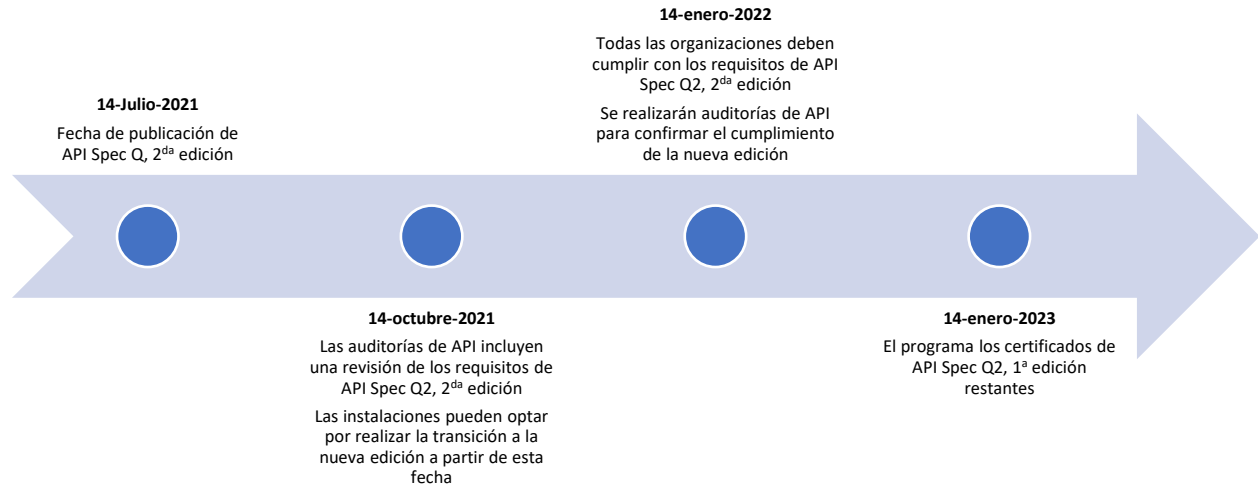 14-Julio-2021
Fecha de publicación de
API Spec Q, 2da edición
14-octubre-2021
Las auditorías de API incluyen
una revisión de los requisitos de
API Spec Q2, 2da edición
Las instalaciones pueden optar
por realizar la transición a la
nueva edición a partir de esta
fecha
14-enero-2022
Todas las organizaciones deben
cumplir con los requisitos de API
Spec Q2, 2da edición
Se realizarán auditorías de API
para confirmar el cumplimiento
de la nueva edición
14-enero-2023
El programa los certificados de
API Spec Q2, 1a edición
restantes